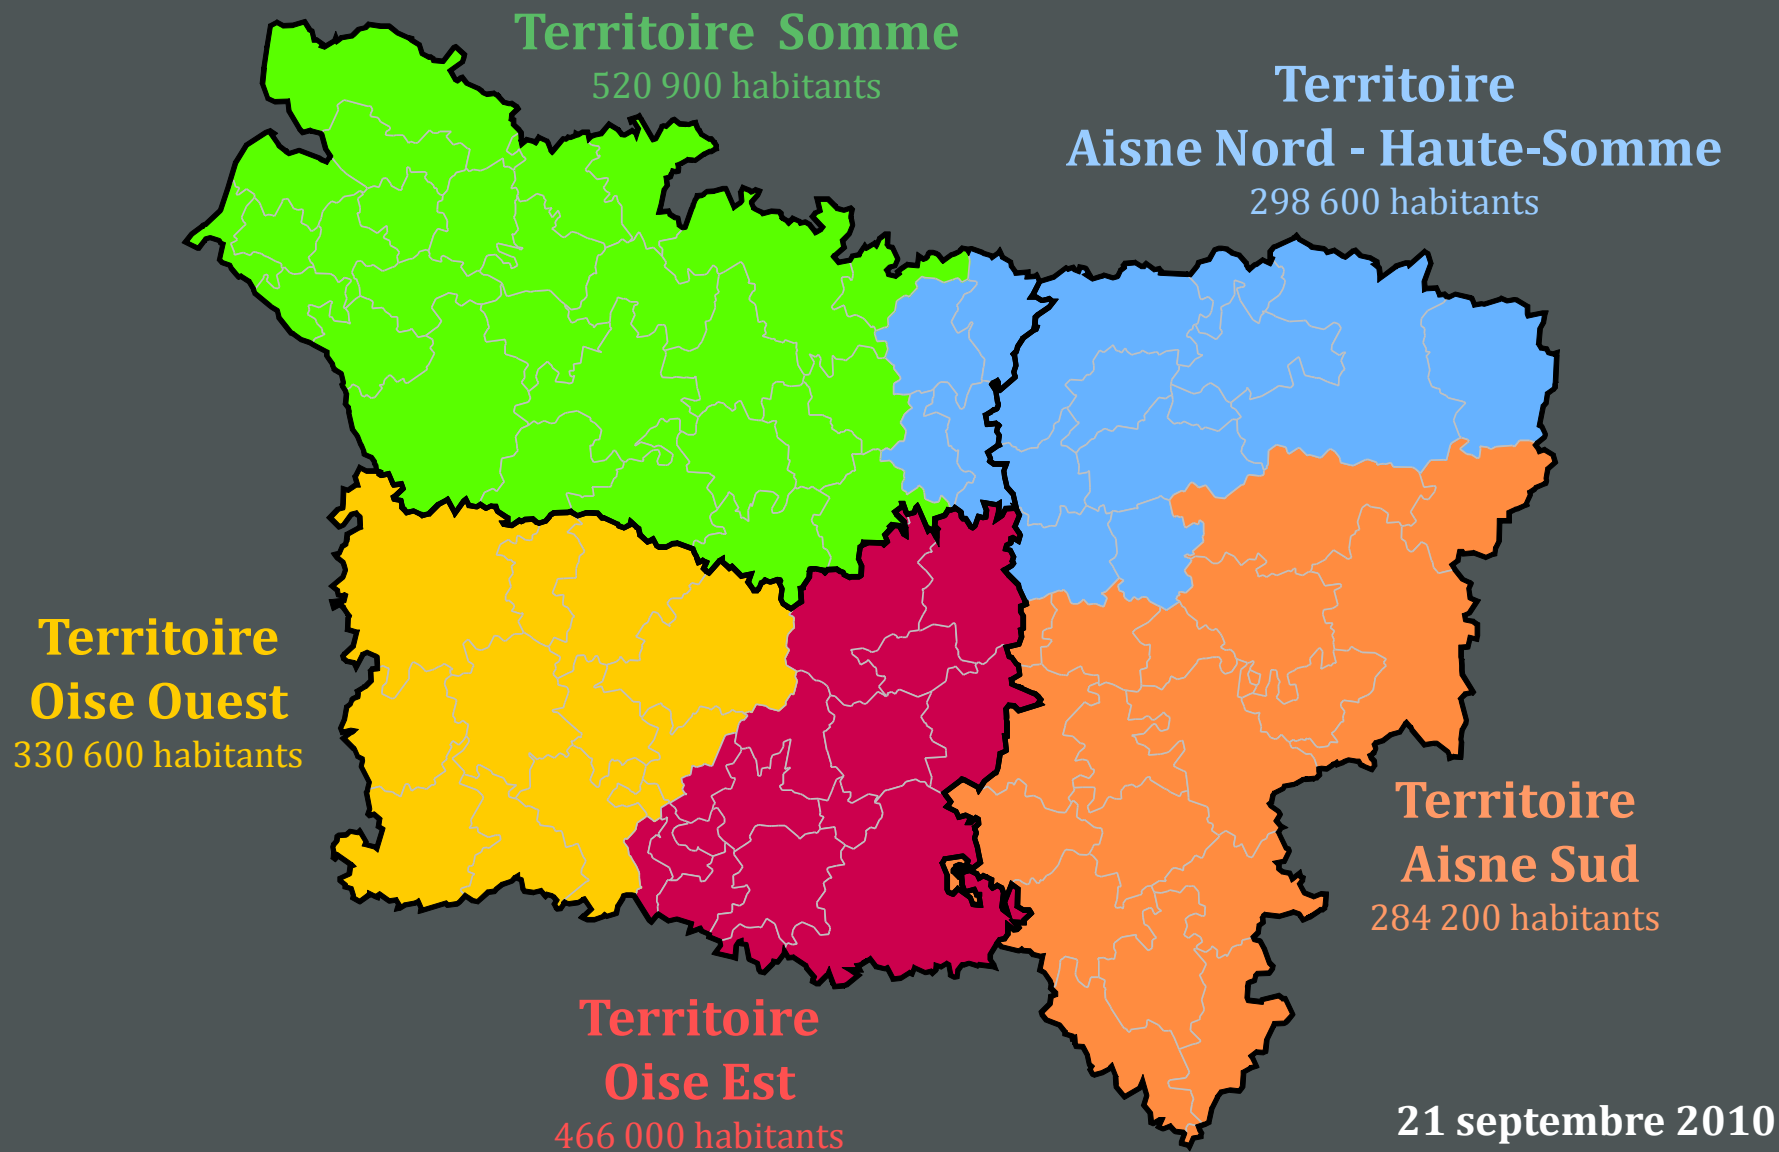 Territoire Somme
520 900 habitants
Territoire
Aisne Nord - Haute-Somme
298 600 habitants
Territoire
Oise Ouest
330 600 habitants
Territoire
Aisne Sud
284 200 habitants
Territoire
Oise Est
466 000 habitants
21 septembre 2010